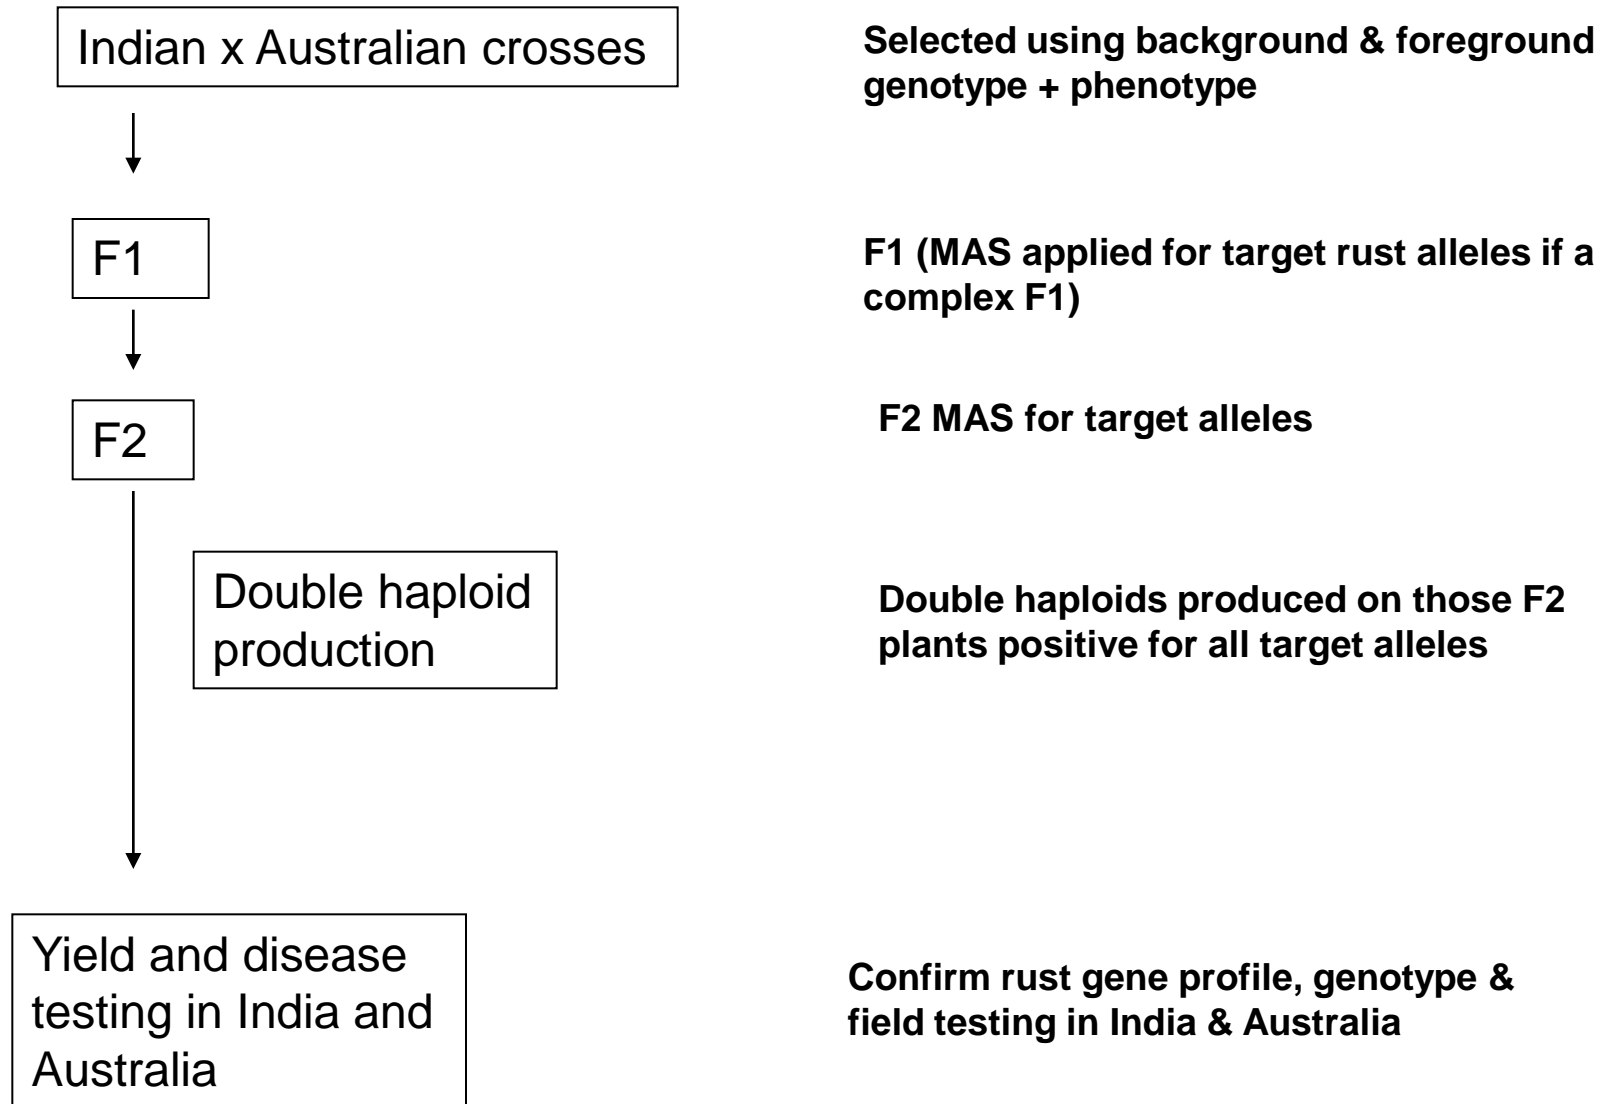 Indian x Australian crosses
Selected using background & foreground
genotype + phenotype
F1
F1 (MAS applied for target rust alleles if a
complex F1)
F2
F2 MAS for target alleles
Double haploid
production
Double haploids produced on those F2
plants positive for all target alleles
Yield and disease
testing in India and
Australia
Confirm rust gene profile, genotype &
field testing in India & Australia